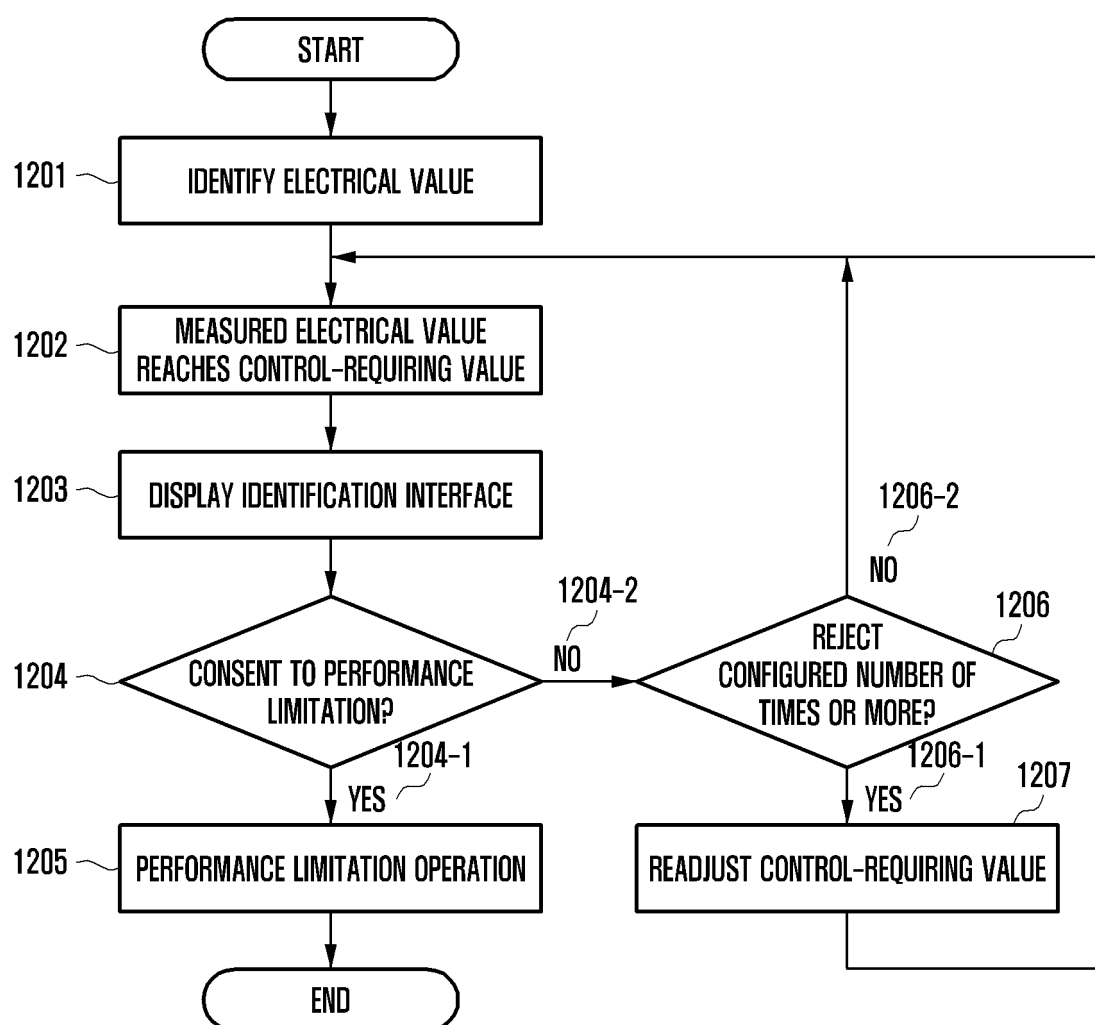 START
1201
IDENTIFY ELECTRICAL VALUE
1202
MEASURED ELECTRICAL VALUE
REACHES CONTROL-REQUIRING VALUE
1203
DISPLAY IDENTIFICATION INTERFACE
1204
CONSENT TO PERFORMANCE
LIMITATION?
1204-2
NO
1204-1
YES
1205
PERFORMANCE LIMITATION OPERATION
END
1206-2
NO
1206
REJECT
CONFIGURED NUMBER OF
TIMES OR MORE?
1206-1
YES
1207
READJUST CONTROL-REQUIRING VALUE